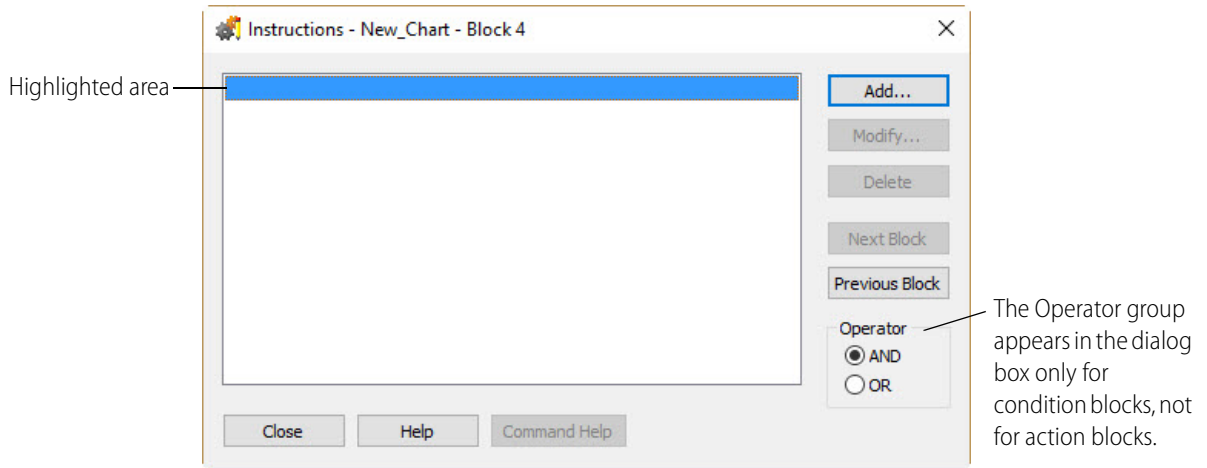 Instructions - New_Chart - Block 4
Highlighted area
Add...
Modify...
Delete
Next Block
Previous Block
Operator
AND
OR
The Operator group
appears in the dialog
box only for
condition blocks, not
for action blocks.
Close
Help
Command Help